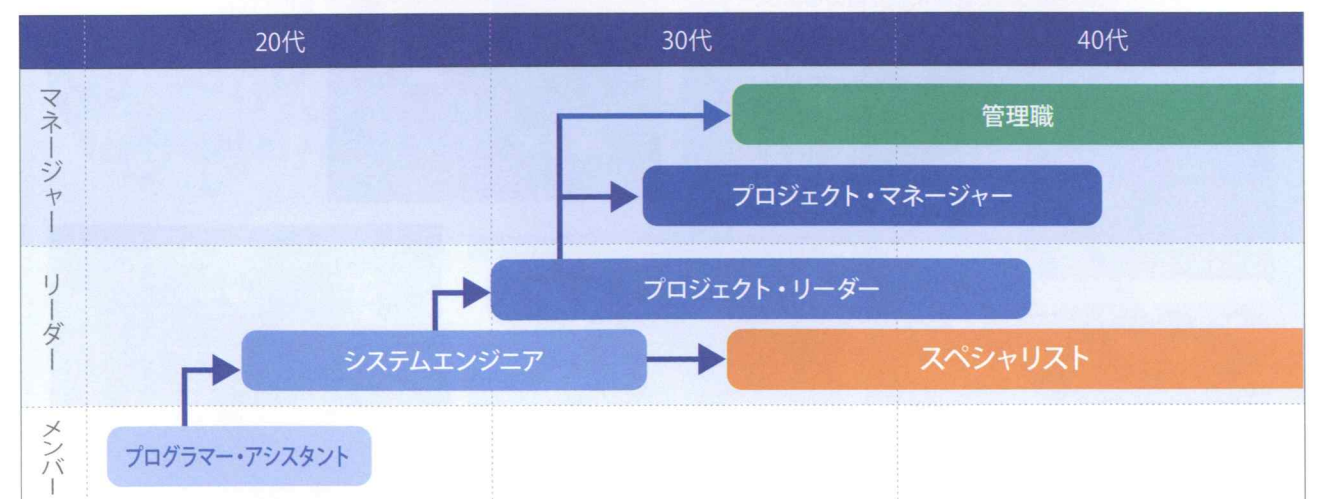 20代
30代
40代
マネージャー
管理職
プロジェクト・マネージャー
リーダー
プロジェクト・リーダー
システムエンジニア
スペシャリスト
メンバー
プログラマー・アシスタント